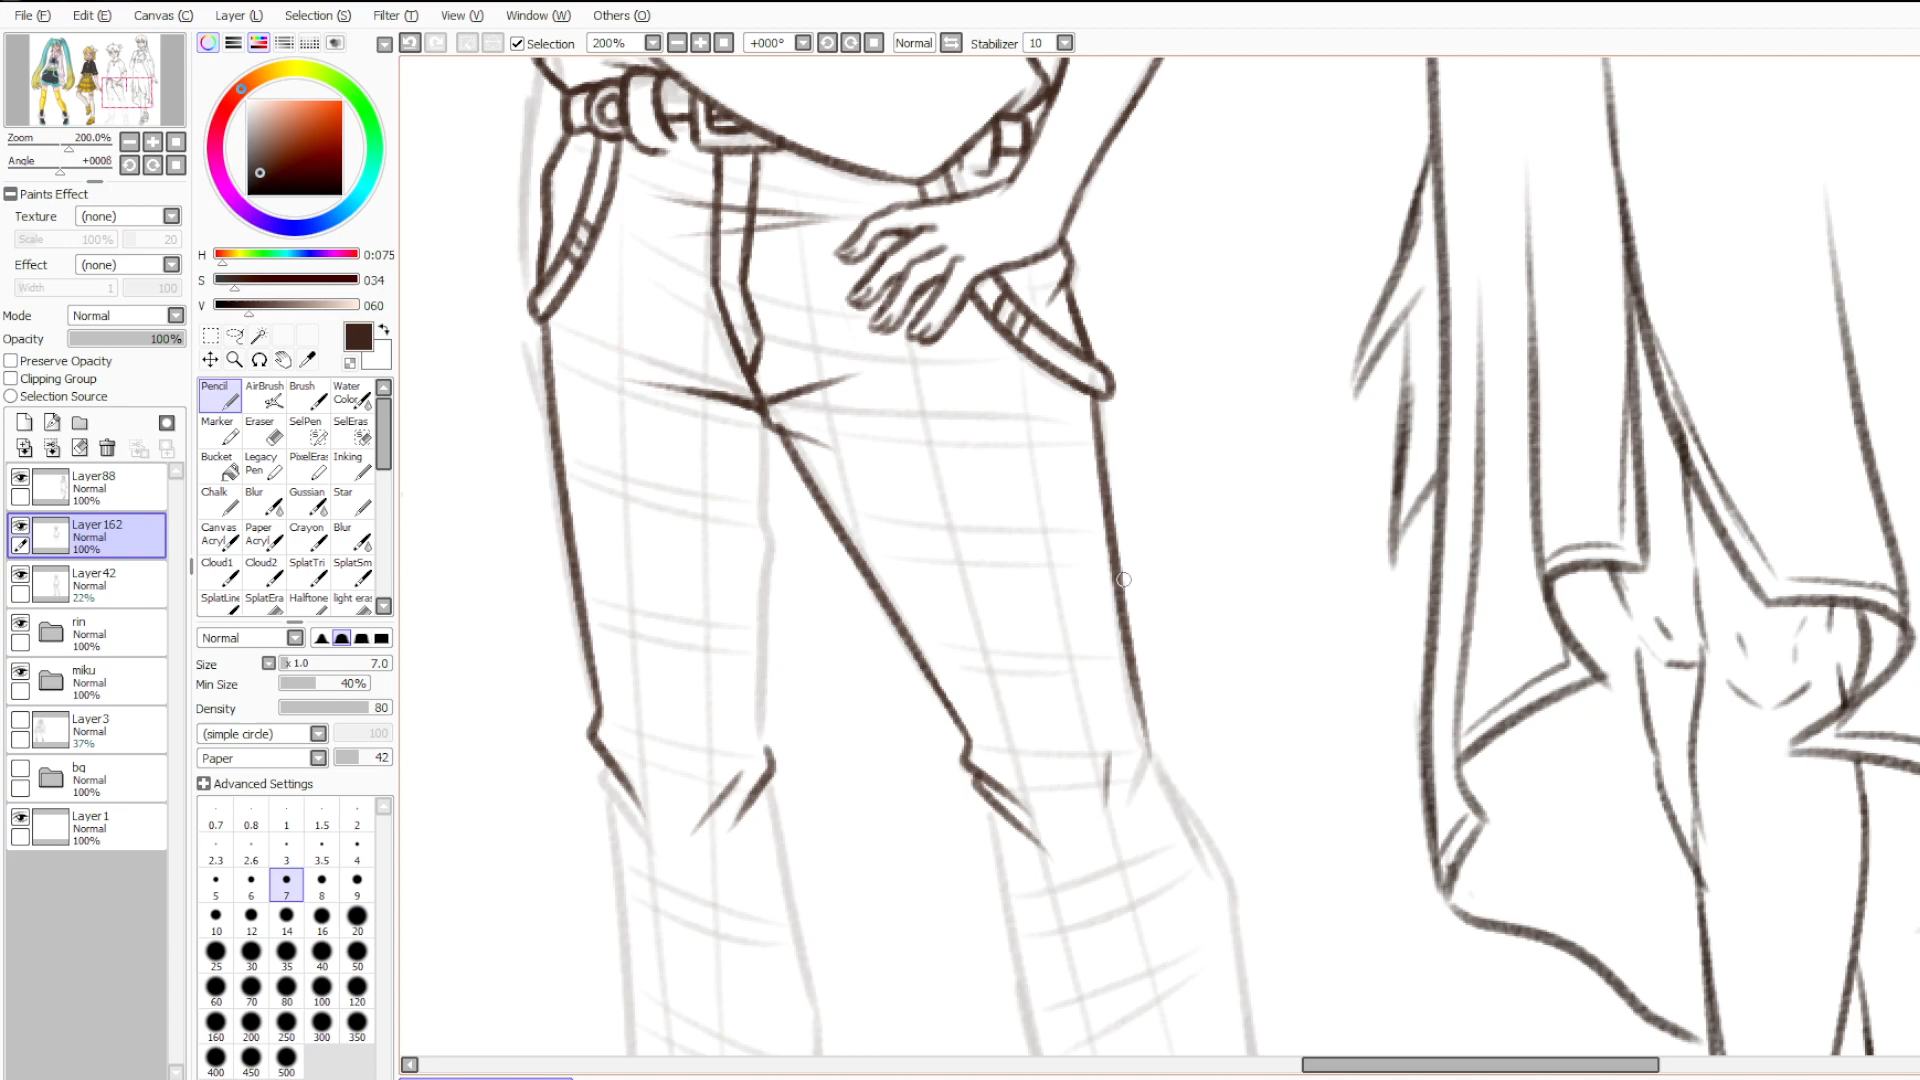 File (F) Edit (E) Canvas (C) Layer (L) Selection (S) Filter (T) View (V) Window (W) Others (O)
Selection 200% +000° Normal Stabilizer 10
Zoom 200.0%
Angle +000ß
Paints Effect
Texture (none)
Scale 100% 20
Effect (none)
Width 1 100
Mode Normal
Opacity 100%
Preserve Opacity
Clipping Group
Selection Source
Layer88
Normal
100%
Layer162
Normal
100%
Layer42
Normal
22%
rin
Normal
100%
miku
Normal
100%
Layer3
Normal
37%
bg
Normal
100%
Layer1
Normal
100%
H 0:075
S 034
V 060
Pencil AirBrush Brush Water Color
Marker Eraser SelPen SelEras
Bucket Legacy Pen PixelEras Inking
Chalk Blur Gussian Star
Canvas Acryl Paper Acryl Crayon Blur
Cloud1 Cloud2 SplatTri SplatSm
SplatLine SplatEra Halftone light eras
Normal
Size x 1.0 7.0
Min Size 40%
Density 80
(simple circle) 100
Paper 42
Advanced Settings
0.7 0.8 1 1.5 2
2.3 2.6 3 3.5 4
5 6 7 8 9
10 12 14 16 20
25 30 35 40 50
60 70 80 100 120
160 200 250 300 350
400 450 500